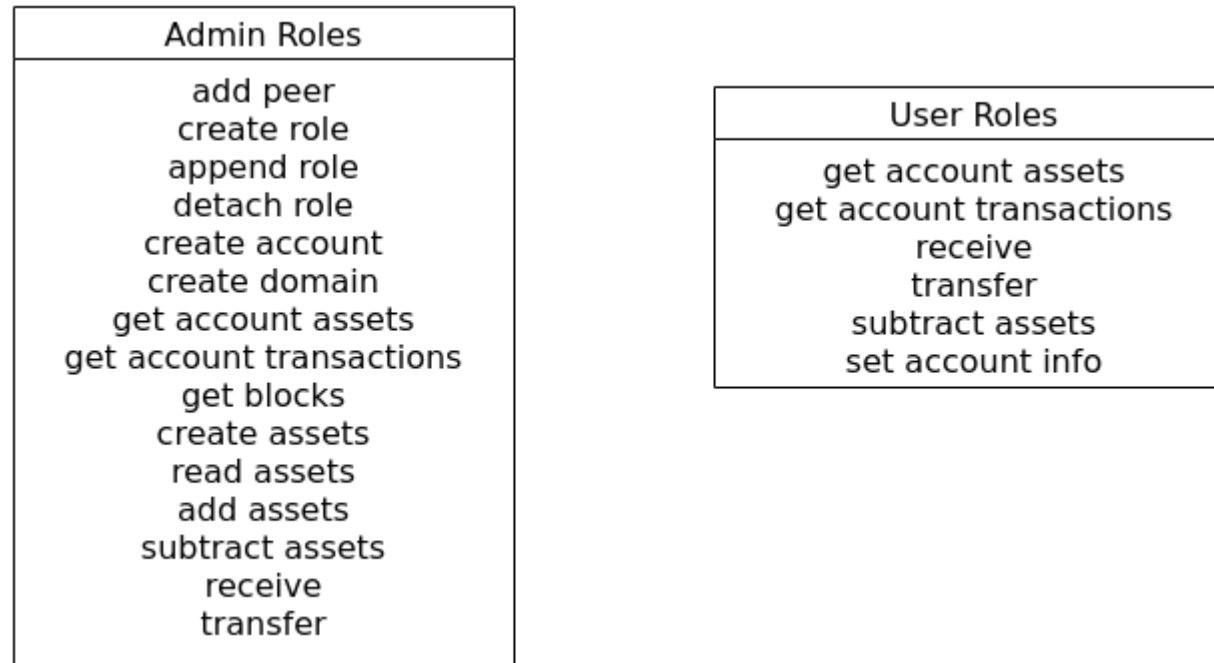 Admin Roles
add peer
create role
append role
detach role
create account
create domain
get account assets
get account transactions
get blocks
create assets
read assets
add assets
subtract assets
receive
transfer
User Roles
get account assets
get account transactions
receive
transfer
subtract assets
set account info